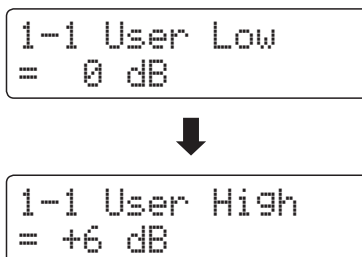 1-1 User Low
=  0 dB
1-1 User High
= +6 dB